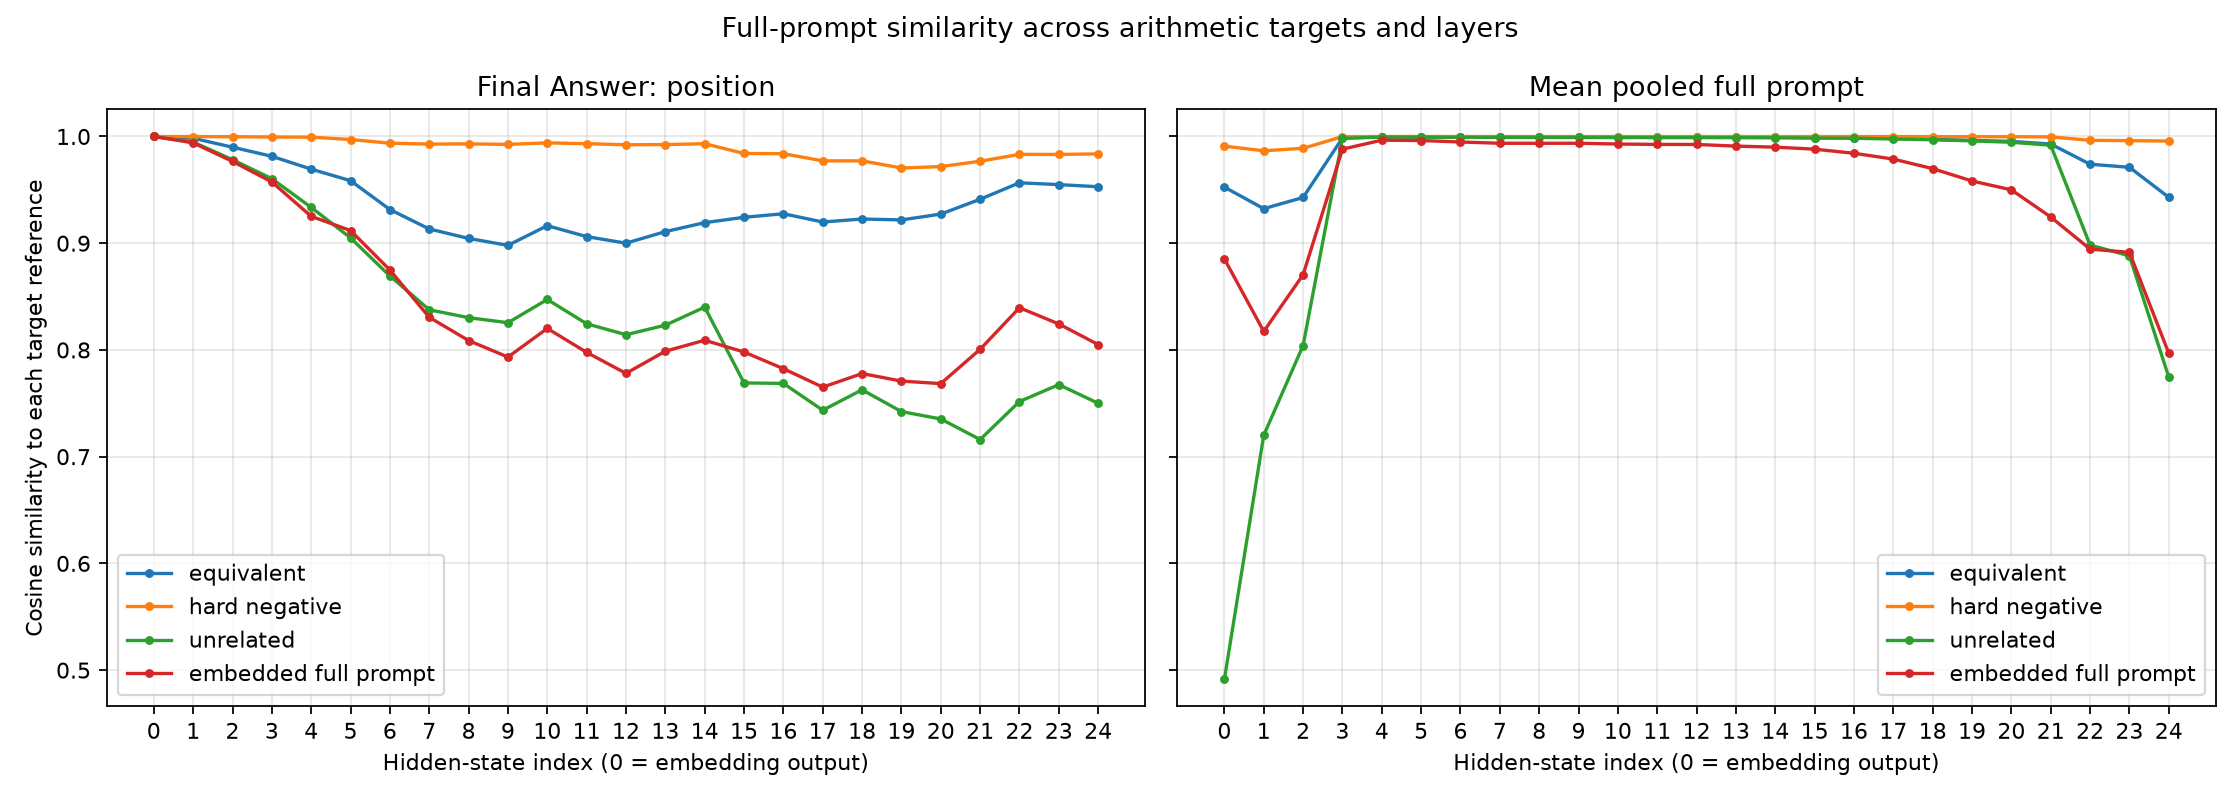 Full-prompt similarity across arithmetic targets and layers
Final Answer: position
Mean pooled full prompt
Cosine similarity to each target reference
1.0
0.9
0.8
0.7
0.6
0.5
equivalent
hard negative
unrelated
embedded full prompt
equivalent
hard negative
unrelated
embedded full prompt
0 1 2 3 4 5 6 7 8 9 10 11 12 13 14 15 16 17 18 19 20 21 22 23 24
0 1 2 3 4 5 6 7 8 9 10 11 12 13 14 15 16 17 18 19 20 21 22 23 24
Hidden-state index (0 = embedding output)
Hidden-state index (0 = embedding output)